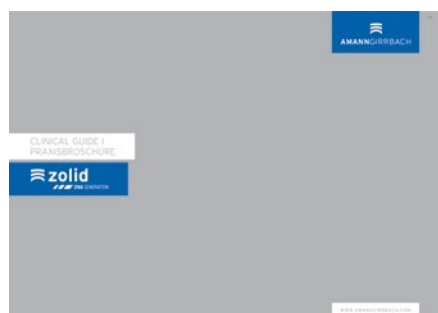 AMANNGIRRBACH
CLINICAL GUIDE I
PRAXISBROSCHÜRE
zolid
DNA GENERATION
WWW.AMANNGIRRBACH.COM